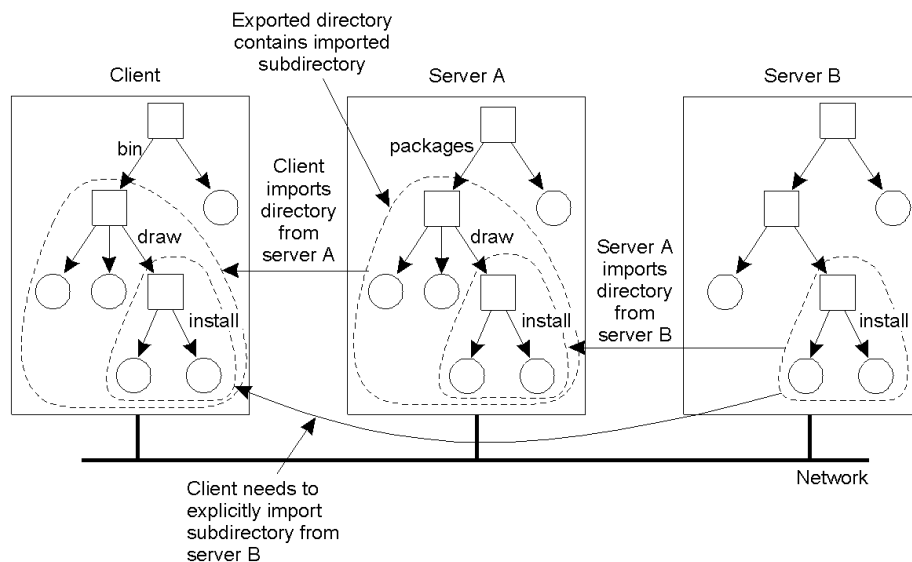 Exported directory
contains imported
subdirectory
Client
Server A
Server B
bin
packages
Client
imports
directory
from
server A
draw
draw
Server A
imports
directory
from
server B
install
install
install
Network
Client needs to
explicitly import
subdirectory from
server B